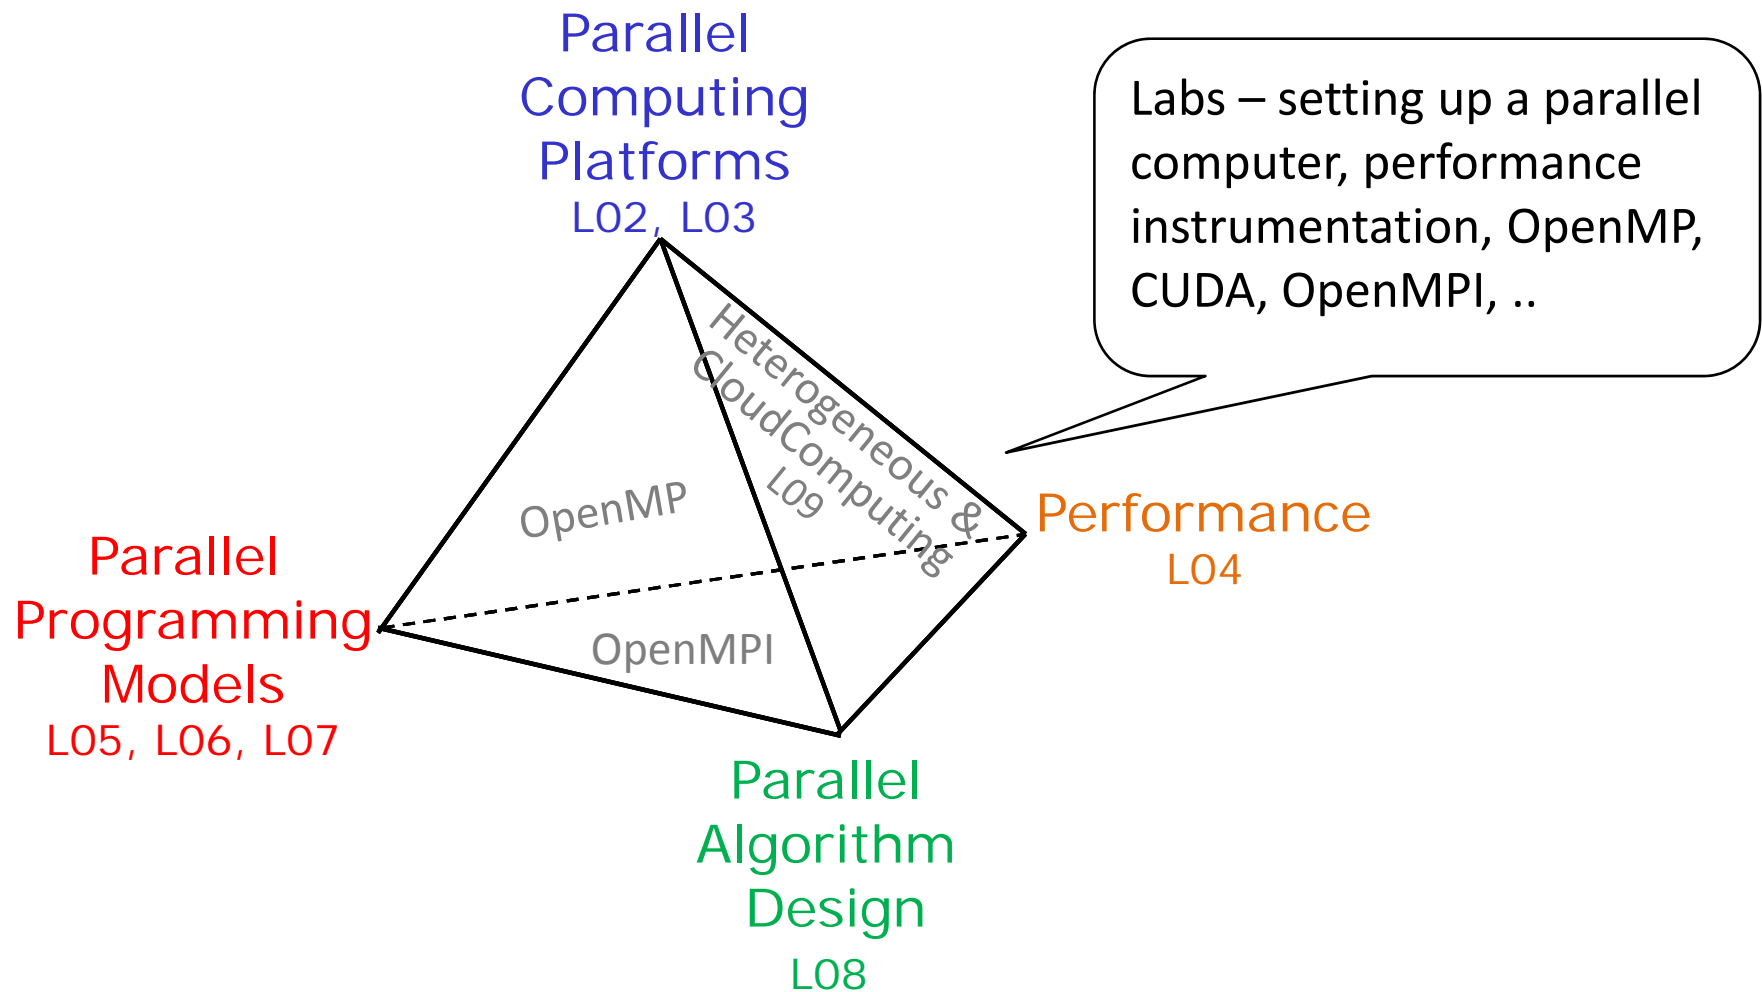 Parallel
Computing
Platforms
L02, L03
Labs – setting up a parallel
computer, performance
instrumentation, OpenMP,
CUDA, OpenMPI, ..
Heterogeneous &
CloudComputing
L09
OpenMP
OpenMPI
Performance
L04
Parallel
Programming
Models
L05, L06, L07
Parallel
Algorithm
Design
L08